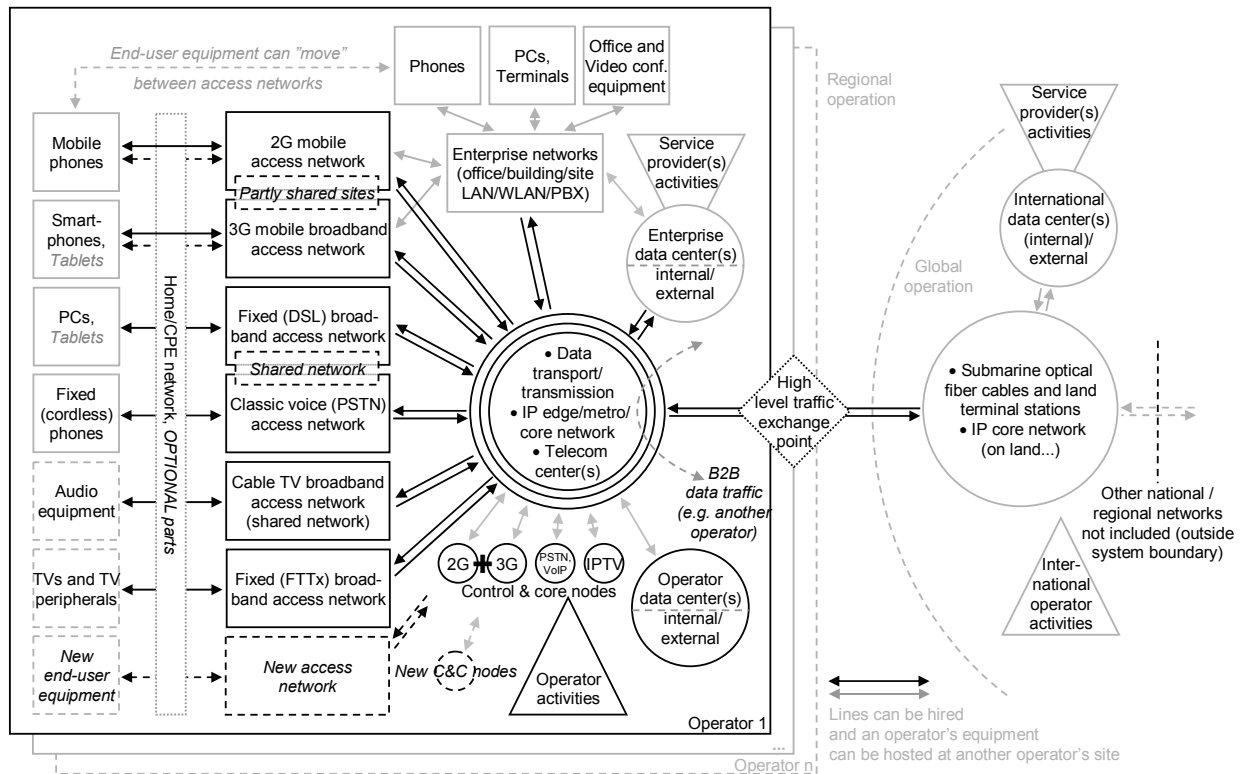 End-user equipment can ”move”
between access networks
Phones
PCs,
Terminals
Office and
Video conf.
equipment
Regional
operation
Service
provider(s)
activities
Mobile
phones
2G mobile
access network
Partly shared sites
Enterprise networks
(office/building/site
LAN/WLAN/PBX)
Service
provider(s)
activities
International
data center(s)
(internal)/
external
Smart-
phones,
Tablets
3G mobile broadband
access network
Enterprise
data center(s)
internal/
external
Global
operation
Home/CPE network, OPTIONAL parts
PCs,
Tablets
Fixed (DSL) broad-
band access network
Shared network
• Data
transport/
transmission
• IP edge/metro/
core network
• Telecom
center(s)
High
level traffic
exchange
point
• Submarine optical
fiber cables and land
terminal stations
• IP core network
(on land...)
Fixed
(cordless)
phones
Classic voice (PSTN)
access network
Audio
equipment
Cable TV broadband
access network
(shared network)
B2B
data traffic
(e.g. another
operator)
Other national /
regional networks
not included (outside
system boundary)
TVs and TV
peripherals
Fixed (FTTx) broad-
band access network
2G
+
3G
PSTN,
VoIP
IPTV
Control & core nodes
Operator
data center(s)
internal/
external
Inter-
national
operator
activities
New
end-user
equipment
New access
network
New C&C nodes
Operator
activities
Operator 1
...
Operator n
Lines can be hired
and an operator’s equipment
can be hosted at another operator’s site